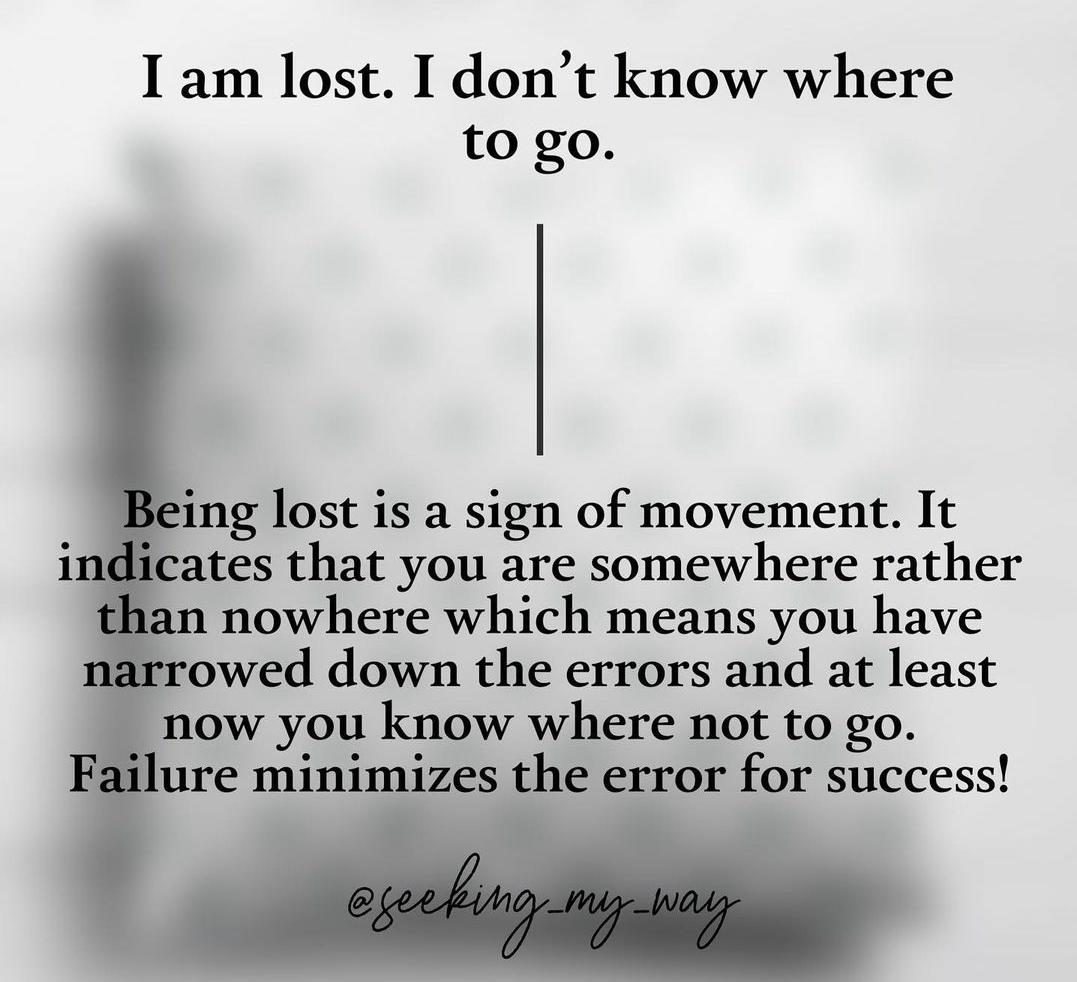 I am lost. I don’t know where
to go.
Being lost is a sign of movement. It
indicates that you are somewhere rather
than nowhere which means you have
narrowed down the errors and at least
now you know where not to go.
Failure minimizes the error for success!
@seeking_my_way